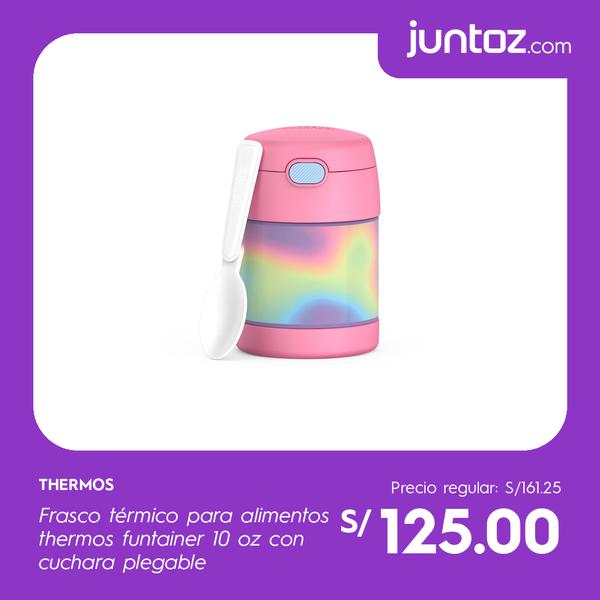 juntoz.com
THERMOS
Frasco térmico para alimentos
thermos funtainer 10 oz con
cuchara plegable
Precio regular: S/161.25
S/ 125.00